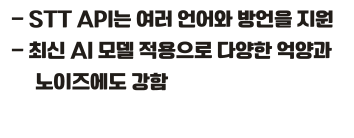 - STT API는 여러 언어와 방언을 지원
- 최신 AI 모델 적용으로 다양한 억양과
노이즈에도 강함